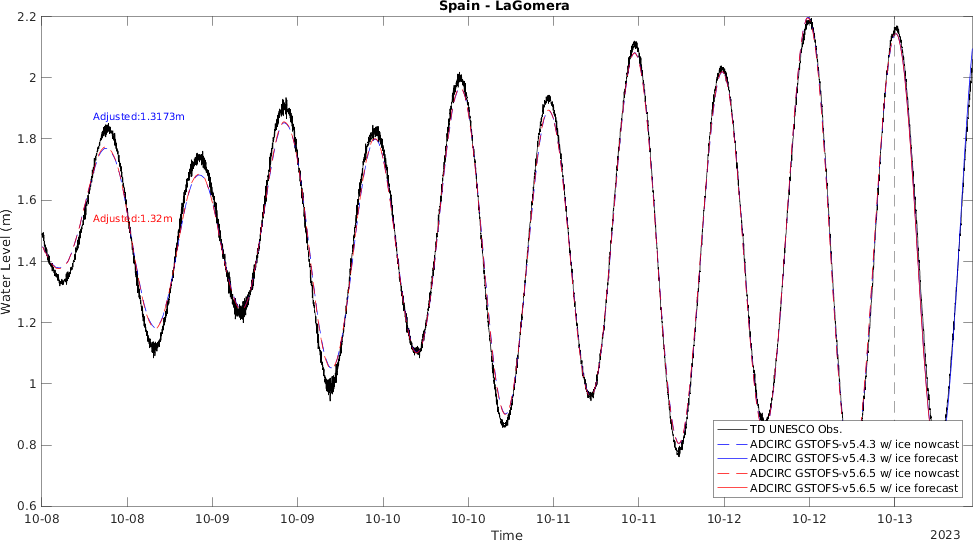 Spain - LaGomera
2.2
2
1.8
1.6
1.4
1.2
1
0.8
0.6
Water Level (m)
Adjusted:1.3173m
Adjusted:1.32m
TD UNESCO Obs.
ADCIRC GSTOFS-v5.4.3 w/ ice nowcast
ADCIRC GSTOFS-v5.4.3 w/ ice forecast
ADCIRC GSTOFS-v5.6.5 w/ ice nowcast
ADCIRC GSTOFS-v5.6.5 w/ ice forecast
10-08 10-08 10-09 10-09 10-10 10-10 10-11 10-11 10-12 10-12 10-13
Time
2023